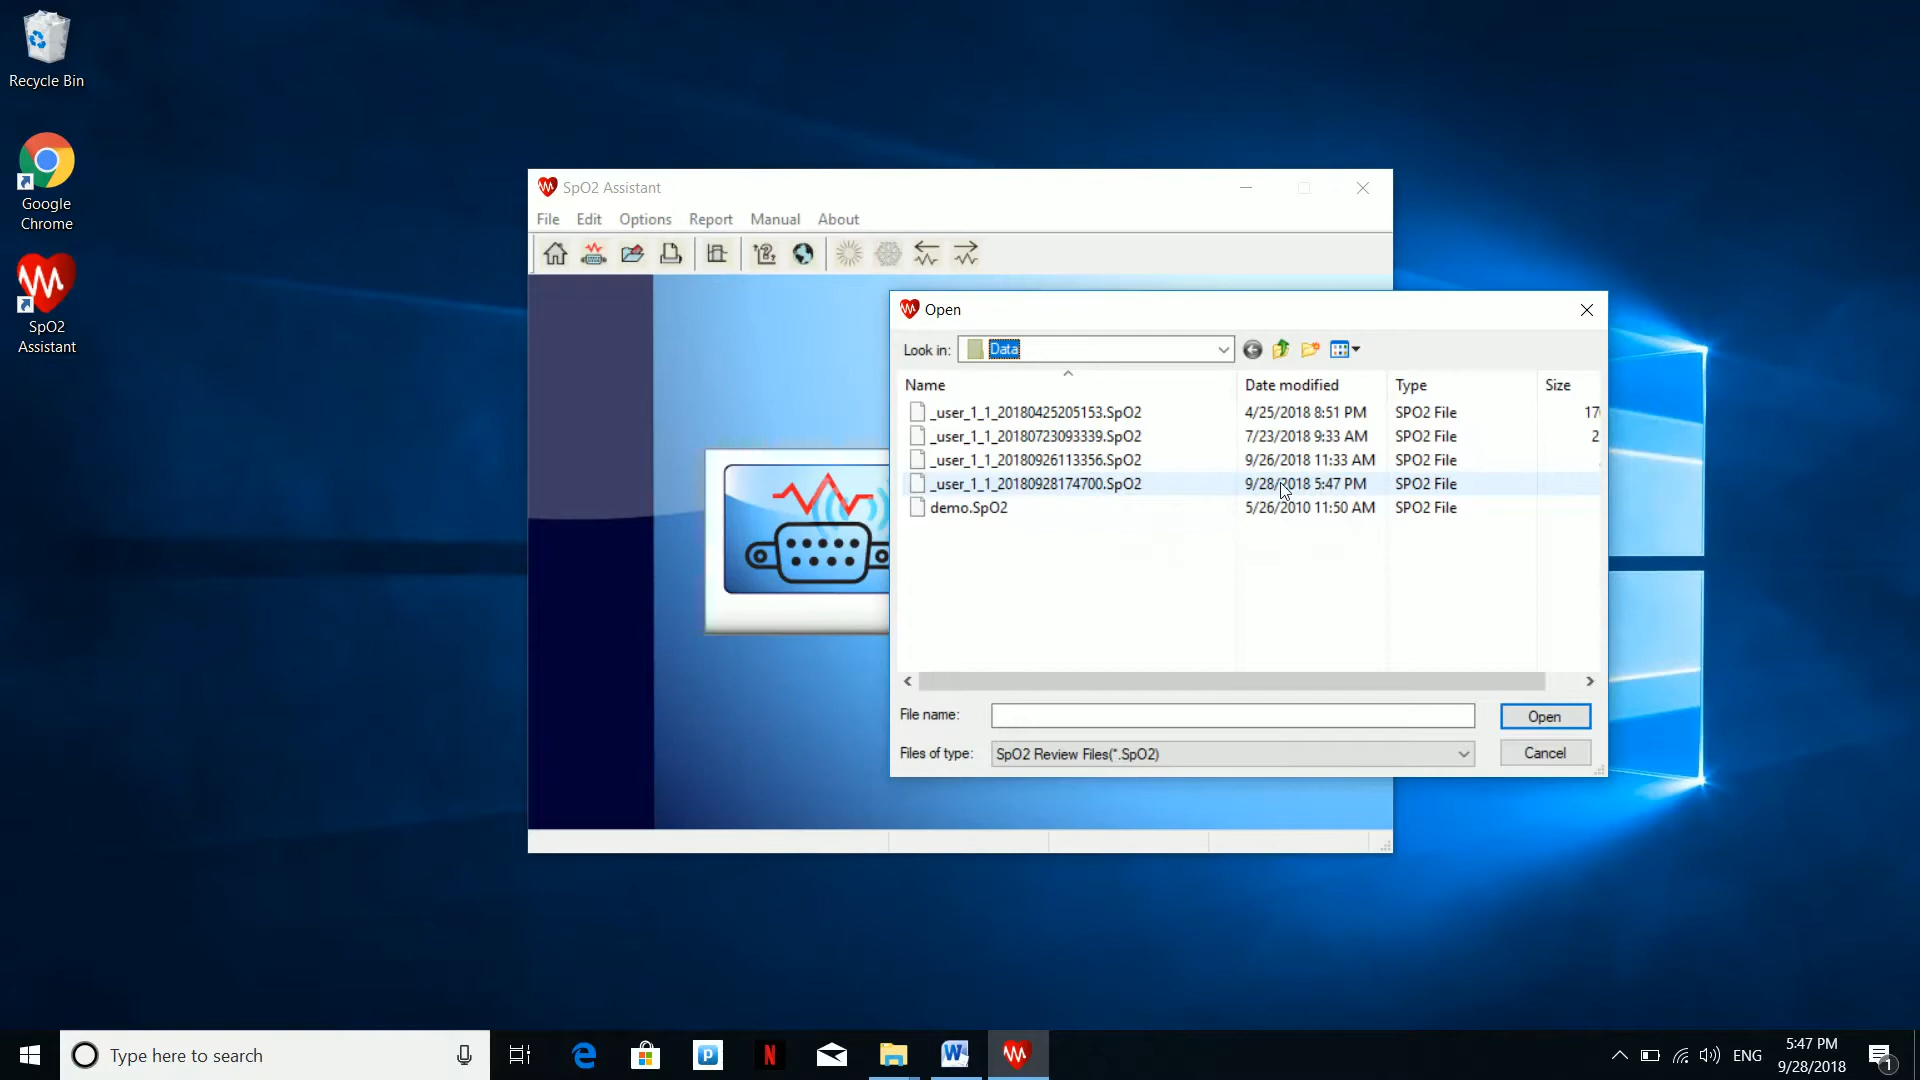 Recycle Bin
Google
Chrome
SpO2
Assistant
SpO2 Assistant
File Edit Options Report Manual About
Open
Look in: Data
Name Date modified Type Size
_user_1_1_20180425205153.SpO2 4/25/2018 8:51 PM SPO2 File
_user_1_1_20180723093339.SpO2 7/23/2018 9:33 AM SPO2 File 2
_user_1_1_20180926113356.SpO2 9/26/2018 11:33 AM SPO2 File
_user_1_1_20180928174700.SpO2 9/28/2018 5:47 PM SPO2 File
demo.SpO2 5/26/2010 11:50 AM SPO2 File
File name: Open
Files of type: SpO2 Review Files(*.SpO2) Cancel
Type here to search
ENG
5:47 PM
9/28/2018
1